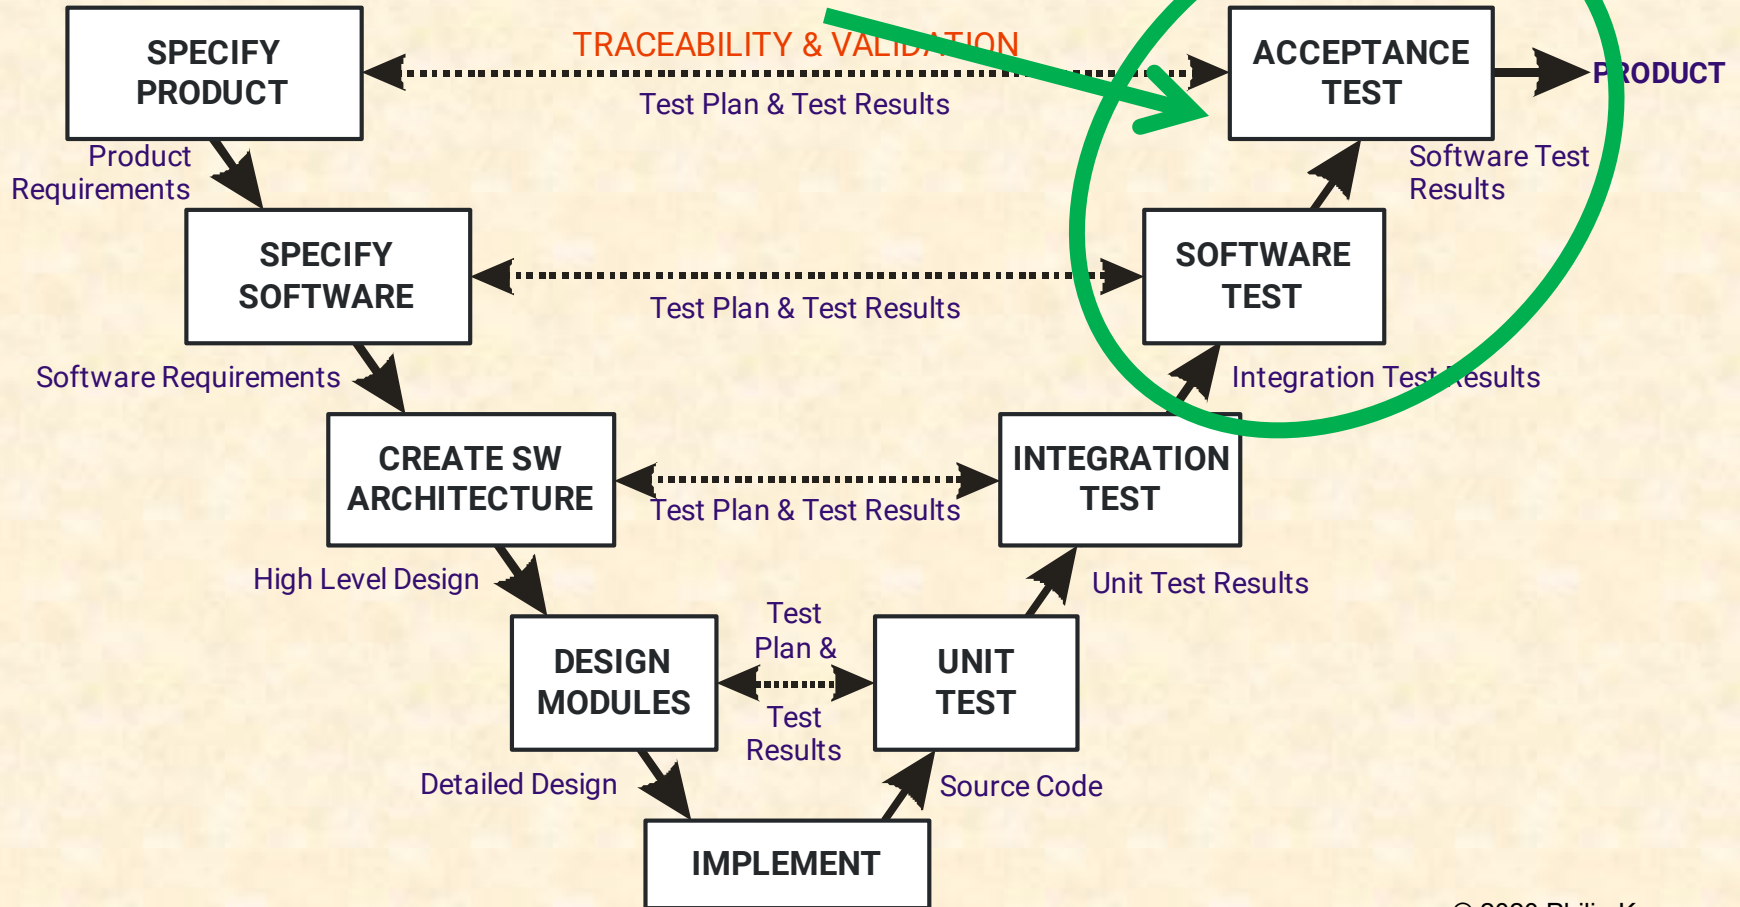 SPECIFY
PRODUCT
TRACEABILITY & VALIDATION
Test Plan & Test Results
ACCEPTANCE
TEST
PRODUCT
Product
Requirements
Software Test
Results
SPECIFY
SOFTWARE
Test Plan & Test Results
SOFTWARE
TEST
Software Requirements
Integration Test Results
CREATE SW
ARCHITECTURE
Test Plan & Test Results
INTEGRATION
TEST
High Level Design
Unit Test Results
DESIGN
MODULES
Test
Plan &
Test
Results
UNIT
TEST
Detailed Design
Source Code
IMPLEMENT
© 2020 Philip